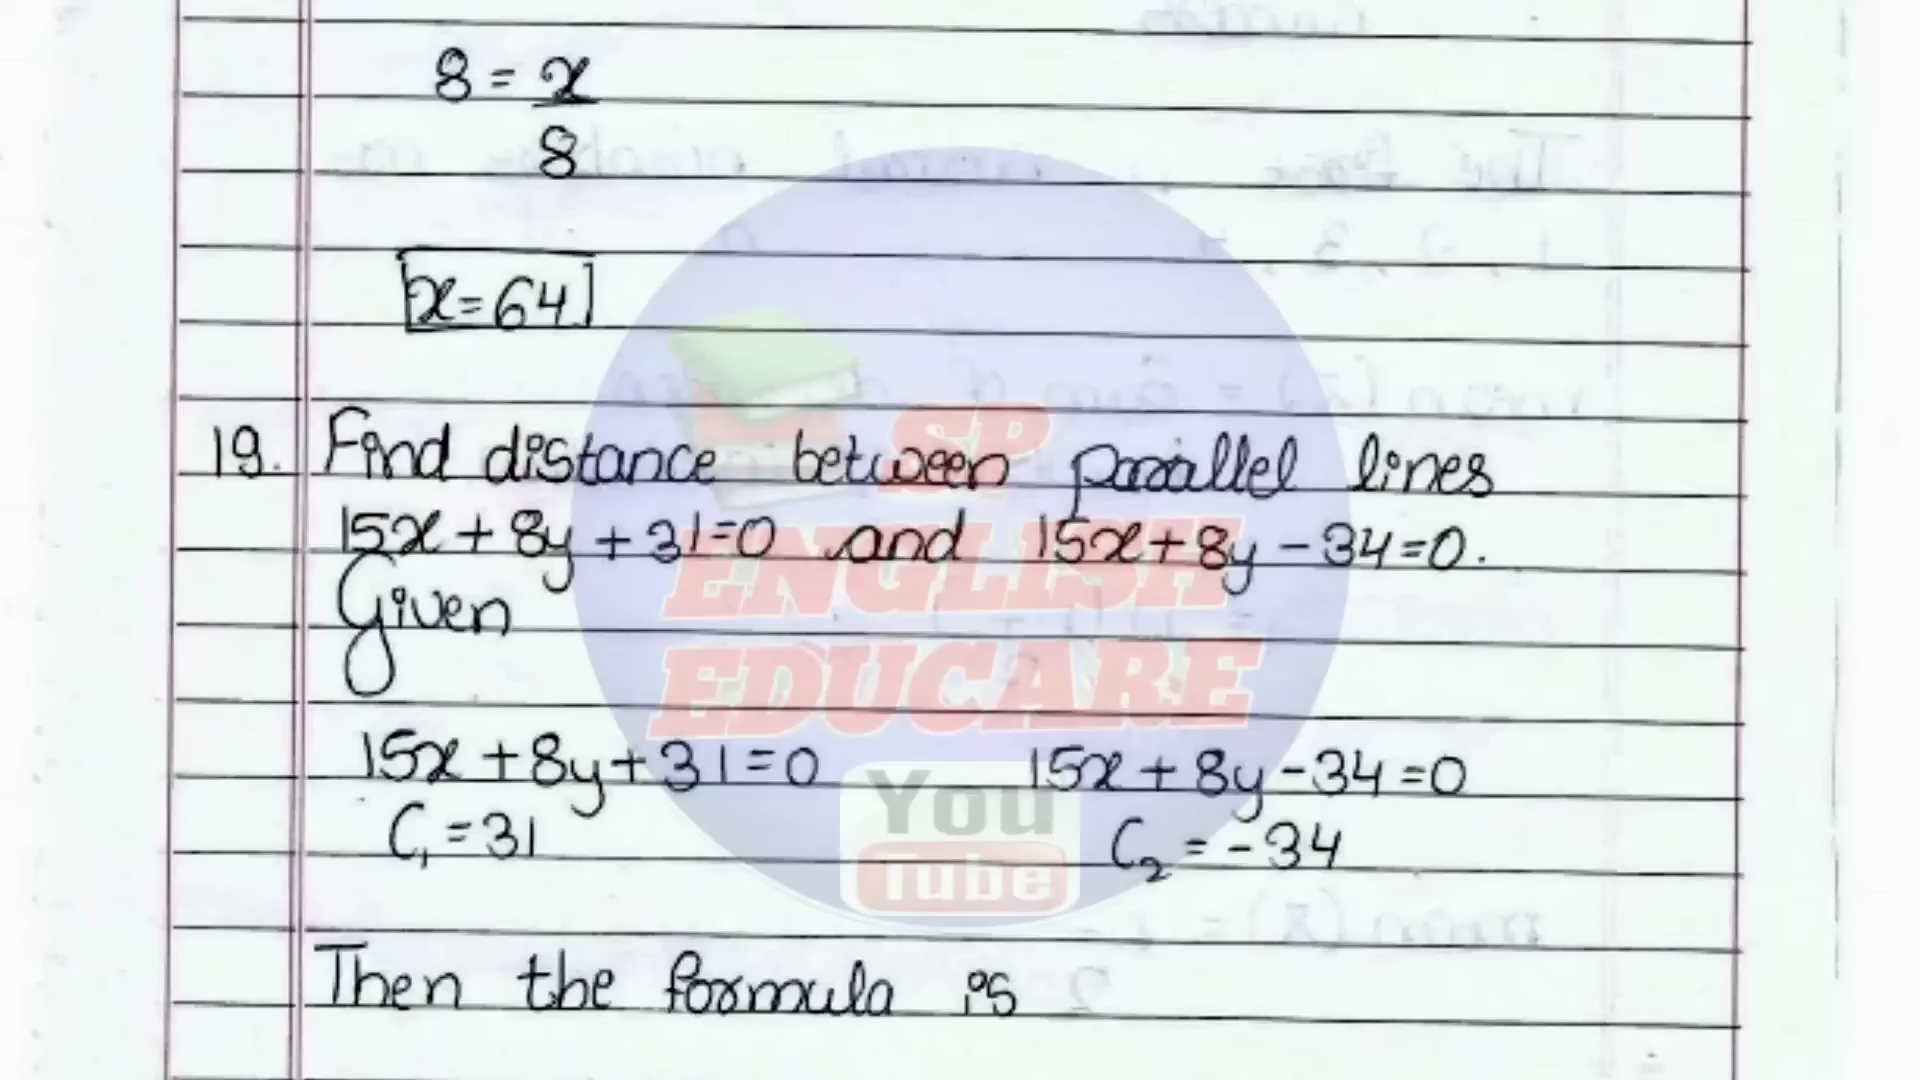 8 = x
8
x = 64
19. Find distance between parallel lines
15x + 8y + 31 = 0 and 15x + 8y - 34 = 0.
Given
15x + 8y + 31 = 0 15x + 8y - 34 = 0
C₁ = 31 C₂ = -34
Then the formula is
SP
ENGLISH
EDUCARE
You
Tube